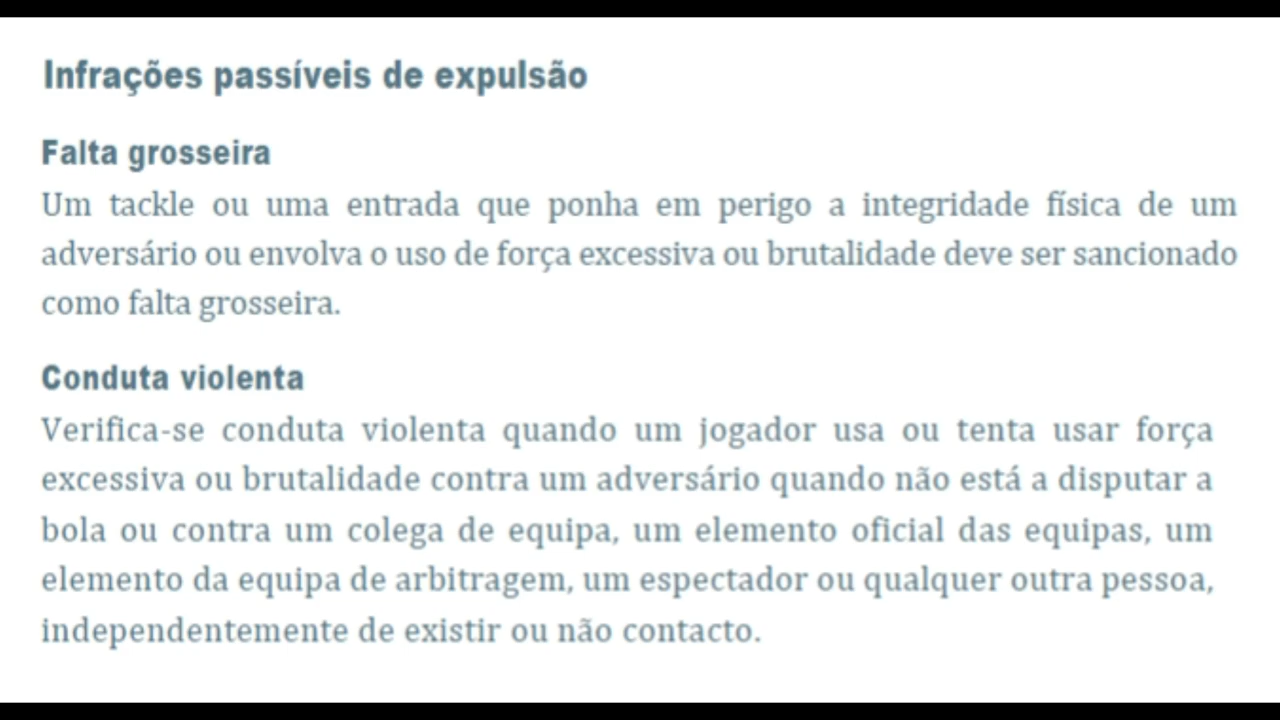 Infrações passíveis de expulsão
Falta grosseira
Um tackle ou uma entrada que ponha em perigo a integridade física de um
adversário ou envolva o uso de força excessiva ou brutalidade deve ser sancionado
como falta grosseira.
Conduta violenta
Verifica-se conduta violenta quando um jogador usa ou tenta usar força
excessiva ou brutalidade contra um adversário quando não está a disputar a
bola ou contra um colega de equipa, um elemento oficial das equipas, um
elemento da equipa de arbitragem, um espectador ou qualquer outra pessoa,
independentemente de existir ou não contacto.